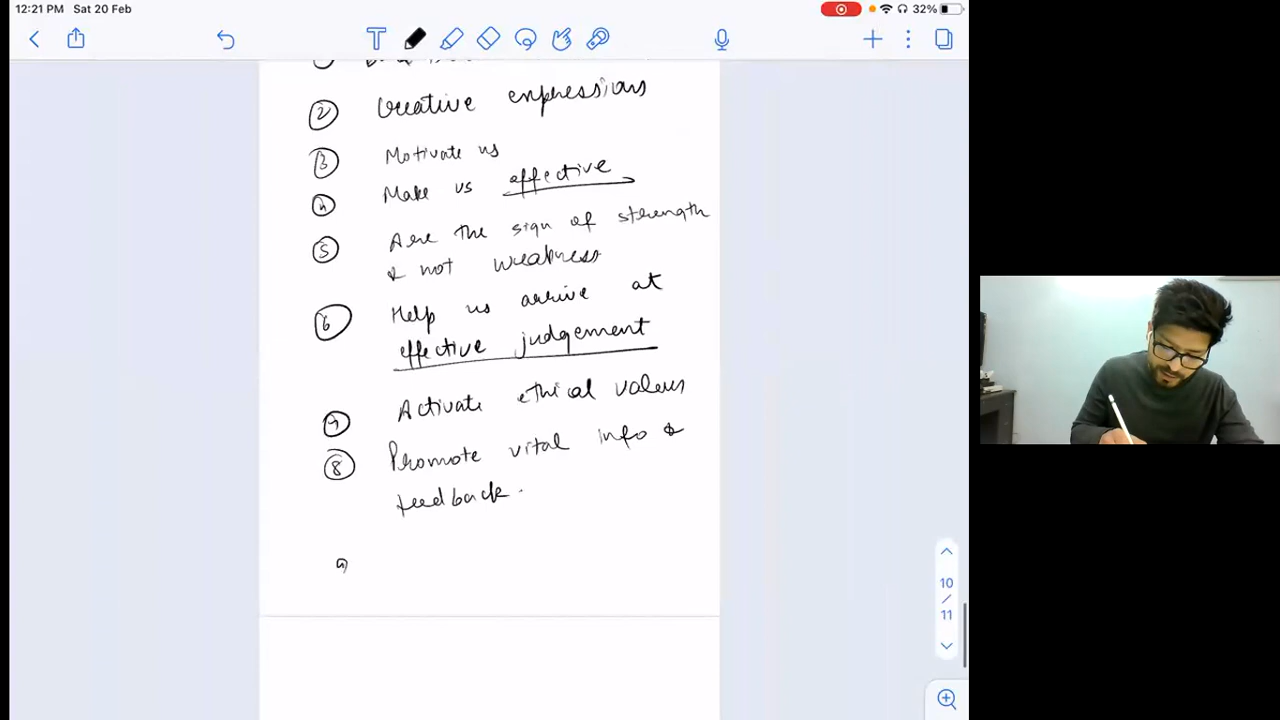 12:21 PM Sat 20 Feb 32%
② Creative expressions
③ Motivate us
④ Make us effective
⑤ Are the sign of strength
& not weakness
⑥ Help us arrive at
effective judgement
⑦ Activate ethical values
⑧ Promote vital info &
feedback.
9
10
/
11